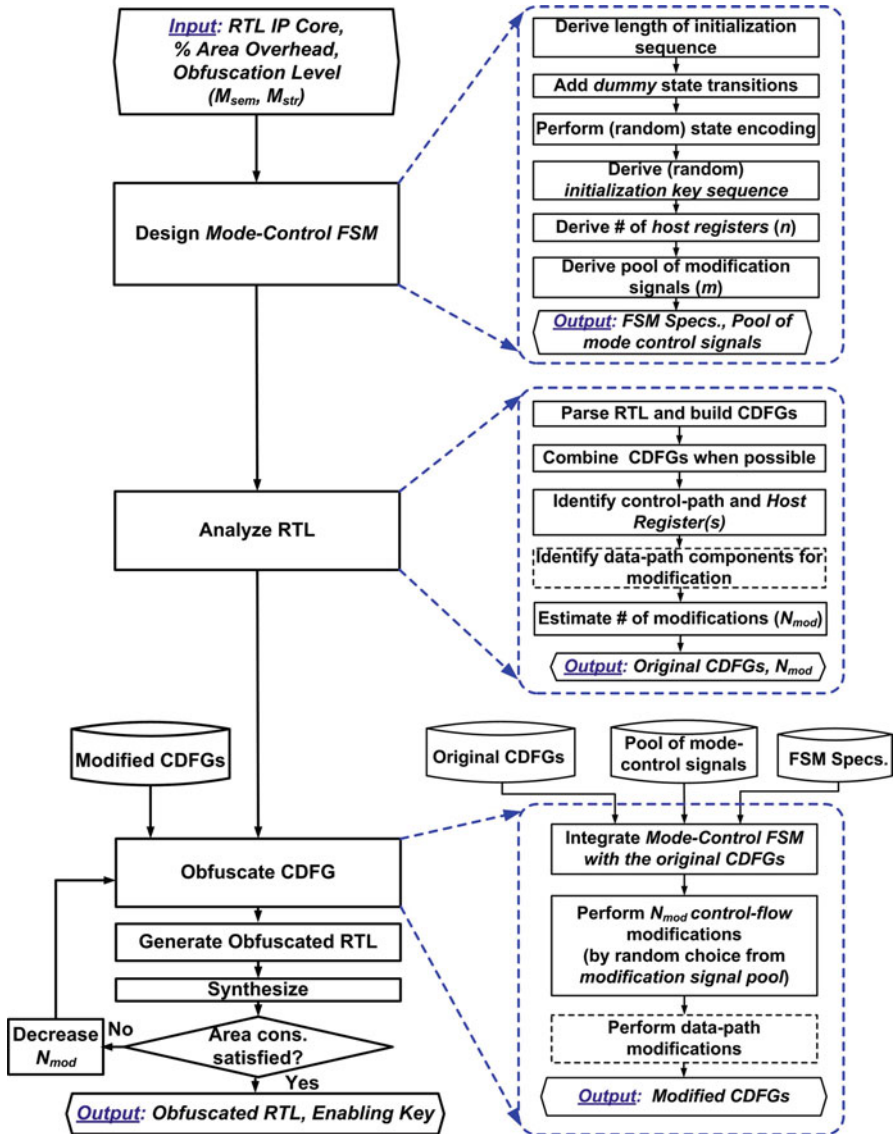 Input: RTL IP Core,
% Area Overhead,
Obfuscation Level
(Msem, Mstr)
Design Mode-Control FSM
Derive length of initialization
sequence
Add dummy state transitions
Perform (random) state encoding
Derive (random)
initialization key sequence
Derive # of host registers (n)
Derive pool of modification
signals (m)
Output: FSM Specs., Pool of
mode control signals
Analyze RTL
Parse RTL and build CDFGs
Combine CDFGs when possible
Identify control-path and Host
Register(s)
Identify data-path components for
modification
Estimate # of modifications (Nmod)
Output: Original CDFGs, Nmod
Modified CDFGs
Original CDFGs
Pool of mode-
control signals
FSM Specs.
Obfuscate CDFG
Integrate Mode-Control FSM
with the original CDFGs
Perform Nmod control-flow
modifications
(by random choice from
modification signal pool)
Perform data-path
modifications
Output: Modified CDFGs
Generate Obfuscated RTL
Synthesize
Area cons.
satisfied?
No
Decrease
Nmod
Yes
Output: Obfuscated RTL, Enabling Key